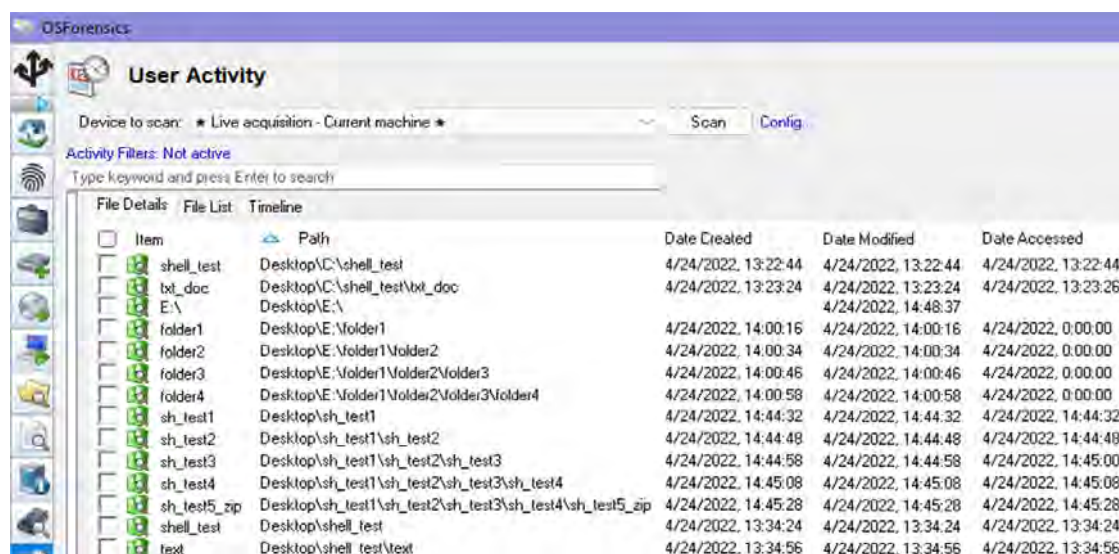 OSForensics
User Activity
Device to scan: ★ Live acquisition - Current machine ★ Scan Config...
Activity Filters: Not active
Type keyword and press Enter to search
File Details File List Timeline
Item Path Date Created Date Modified Date Accessed
shell_test Desktop\C:\shell_test 4/24/2022, 13:22:44 4/24/2022, 13:22:44 4/24/2022, 13:22:44
txt_doc Desktop\C:\shell_test\txt_doc 4/24/2022, 13:23:24 4/24/2022, 13:23:24 4/24/2022, 13:23:26
E:\ Desktop\E:\ 4/24/2022, 14:48:37
folder1 Desktop\E:\folder1 4/24/2022, 14:00:16 4/24/2022, 14:00:16 4/24/2022, 0:00:00
folder2 Desktop\E:\folder1\folder2 4/24/2022, 14:00:34 4/24/2022, 14:00:34 4/24/2022, 0:00:00
folder3 Desktop\E:\folder1\folder2\folder3 4/24/2022, 14:00:46 4/24/2022, 14:00:46 4/24/2022, 0:00:00
folder4 Desktop\E:\folder1\folder2\folder3\folder4 4/24/2022, 14:00:58 4/24/2022, 14:00:58 4/24/2022, 0:00:00
sh_test1 Desktop\sh_test1 4/24/2022, 14:44:32 4/24/2022, 14:44:32 4/24/2022, 14:44:32
sh_test2 Desktop\sh_test1\sh_test2 4/24/2022, 14:44:48 4/24/2022, 14:44:48 4/24/2022, 14:44:48
sh_test3 Desktop\sh_test1\sh_test2\sh_test3 4/24/2022, 14:44:58 4/24/2022, 14:44:58 4/24/2022, 14:45:00
sh_test4 Desktop\sh_test1\sh_test2\sh_test3\sh_test4 4/24/2022, 14:45:08 4/24/2022, 14:45:08 4/24/2022, 14:45:08
sh_test5_zip Desktop\sh_test1\sh_test2\sh_test3\sh_test4\sh_test5_zip 4/24/2022, 14:45:28 4/24/2022, 14:45:28 4/24/2022, 14:45:28
shell_test Desktop\shell_test 4/24/2022, 13:34:24 4/24/2022, 13:34:24 4/24/2022, 13:34:24
text Desktop\shell_test\text 4/24/2022, 13:34:56 4/24/2022, 13:34:56 4/24/2022, 13:34:56